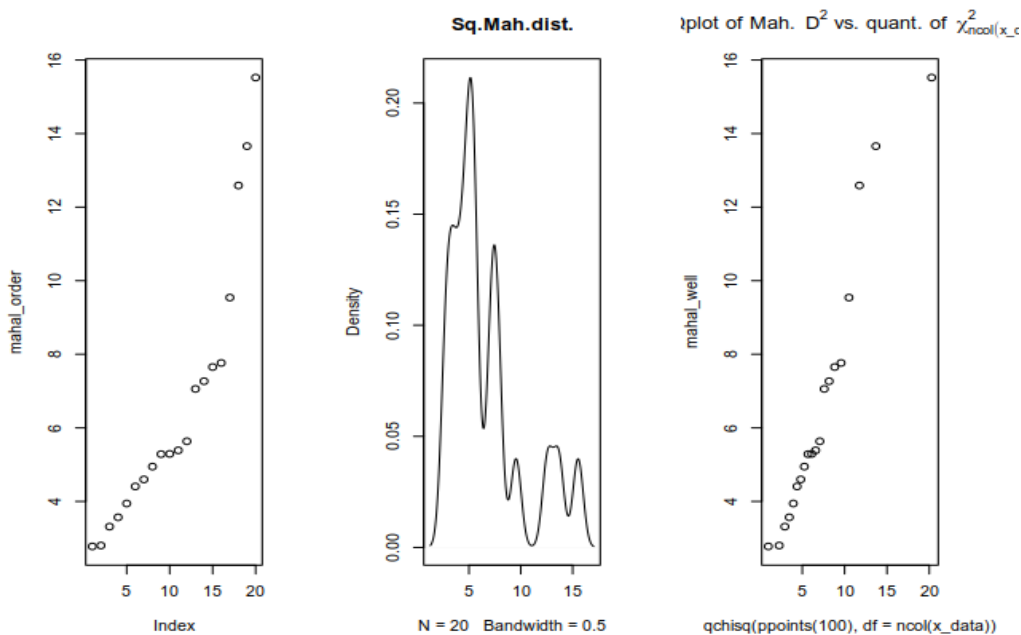 Sq.Mah.dist.
plot of Mah. D² vs. quant. of χ²ncol(x_
16
14
12
10
8
6
4
mahal_order
5 10 15 20
Index
0.20
0.15
0.10
0.05
0.00
Density
5 10 15
N = 20 Bandwidth = 0.5
16
14
12
10
8
6
4
mahal_well
5 10 15 20
qchisq(ppoints(100), df = ncol(x_data))